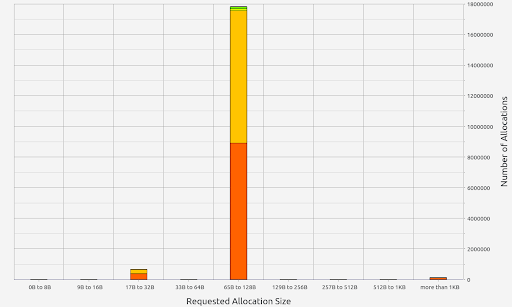 18000000
16000000
14000000
12000000
10000000
8000000
6000000
4000000
2000000
0
Number of Allocations
0B to 8B
9B to 16B
17B to 32B
33B to 64B
65B to 128B
129B to 256B
257B to 512B
512B to 1KB
more than 1KB
Requested Allocation Size